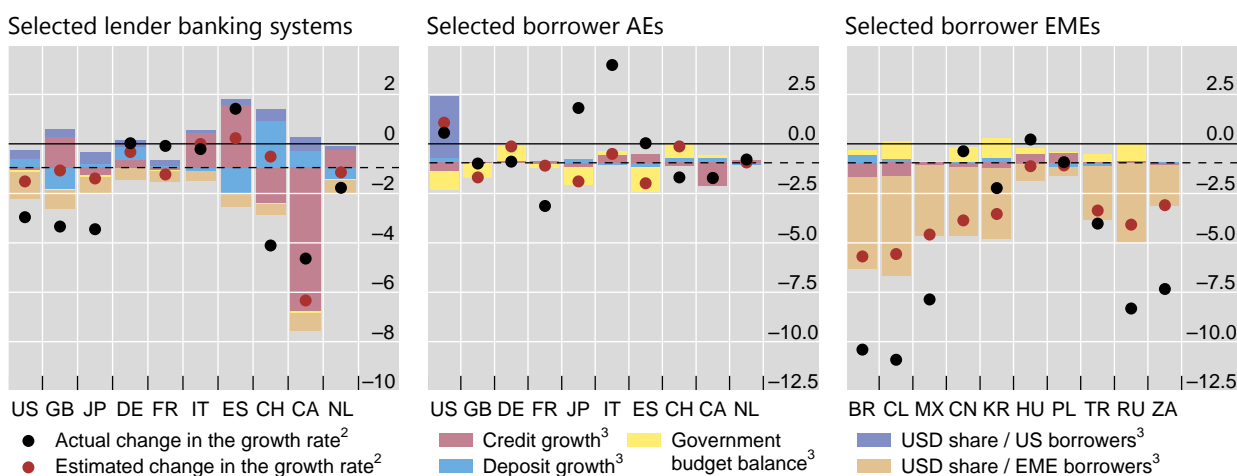 Selected lender banking systems
Selected borrower AEs
Selected borrower EMEs
2
0
–2
–4
–6
–8
–10
US GB JP DE FR IT ES CH CA NL
2.5
0.0
–2.5
–5.0
–7.5
–10.0
–12.5
US GB DE FR JP IT ES CH CA NL
2.5
0.0
–2.5
–5.0
–7.5
–10.0
–12.5
BR CL MX CN KR HU PL TR RU ZA
Actual change in the growth rate2
Estimated change in the growth rate2
Credit growth3
Deposit growth3
Government
budget balance3
USD share / US borrowers3
USD share / EME borrowers3